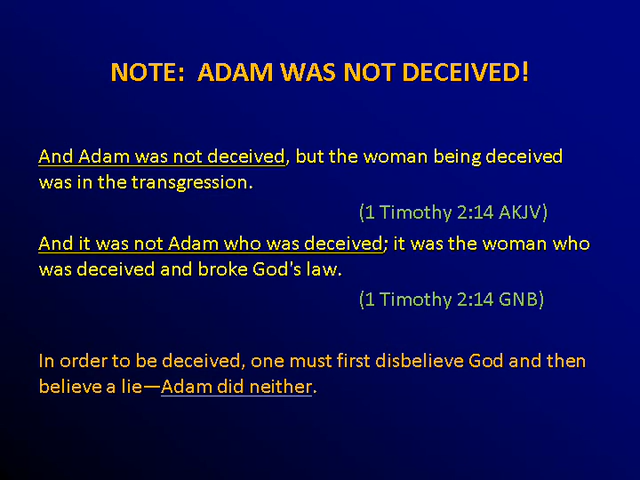 NOTE:  ADAM WAS NOT DECEIVED!
And Adam was not deceived, but the woman being deceived
was in the transgression.
(1 Timothy 2:14 AKJV)
And it was not Adam who was deceived; it was the woman who
was deceived and broke God's law.
(1 Timothy 2:14 GNB)
In order to be deceived, one must first disbelieve God and then
believe a lie—Adam did neither.